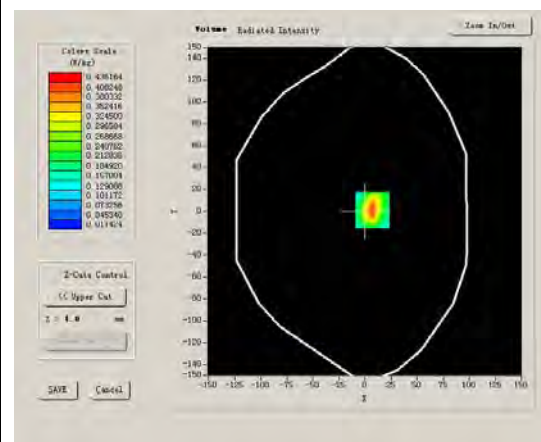 Volume Radiated Intensity
Zoom In/Out
Colors Scale
(W/kg)
0.436164
0.408248
0.380332
0.352416
0.324500
0.296584
0.268668
0.240752
0.212836
0.184920
0.157004
0.129088
0.101172
0.073256
0.045340
0.017424
Z-Cuts Control
<< Upper Cut
Z = 4.0 mm
SAVE Cancel
150
120
100
80
60
40
20
0
-20
-40
-60
-80
-100
-120
-140
-150
Y
-150 -125 -100 -75 -50 -25 0 25 50 75 100 125 150
X